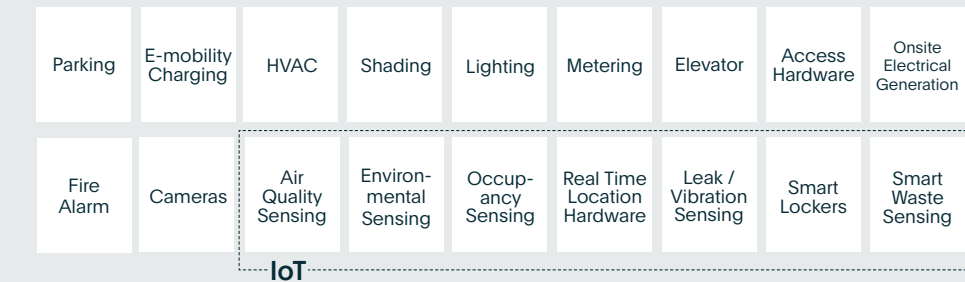 Parking
E-mobility
Charging
HVAC
Shading
Lighting
Metering
Elevator
Access
Hardware
Onsite
Electrical
Generation
Fire
Alarm
Cameras
Air
Quality
Sensing
Environ-
mental
Sensing
Occup-
ancy
Sensing
Real Time
Location
Hardware
Leak /
Vibration
Sensing
Smart
Lockers
Smart
Waste
Sensing
IoT